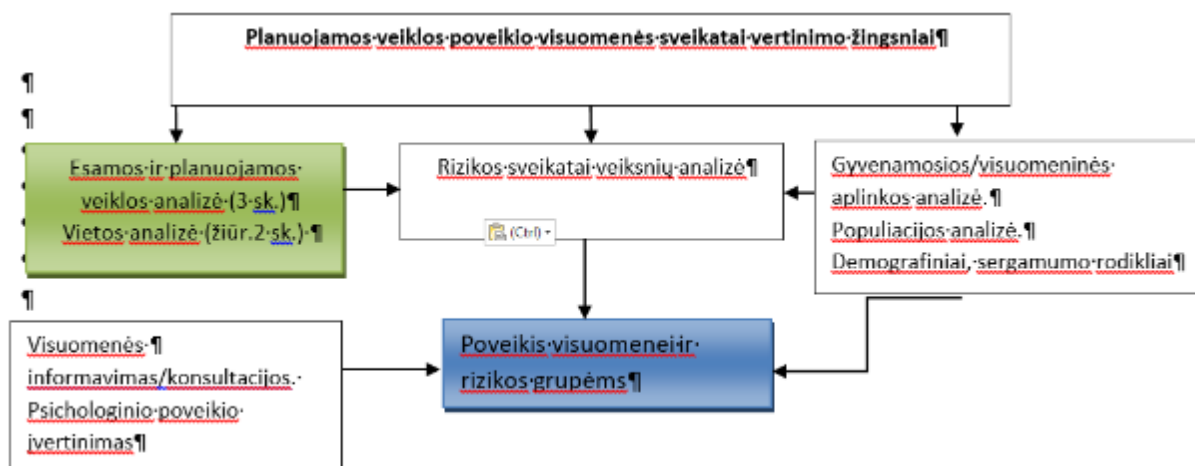 Planuojamos veiklos poveikio visuomenės sveikatai vertinimo žingsniai¶
¶
¶
Esamos ir planuojamos
veiklos analizė (3 sk.)¶
Vietos analizė (žiūr.2 sk.) ¶
Rizikos sveikatai veiksnių analizė¶
(Ctrl)
Gyvenamosios/visuomeninės
aplinkos analizė.¶
Populiacijos analizė.¶
Demografiniai, sergamumo rodikliai¶
¶
Visuomenės ¶
informavimas/konsultacijos.
Psichologinio poveikio
įvertinimas¶
Poveikis visuomenei ir
rizikos grupėms¶